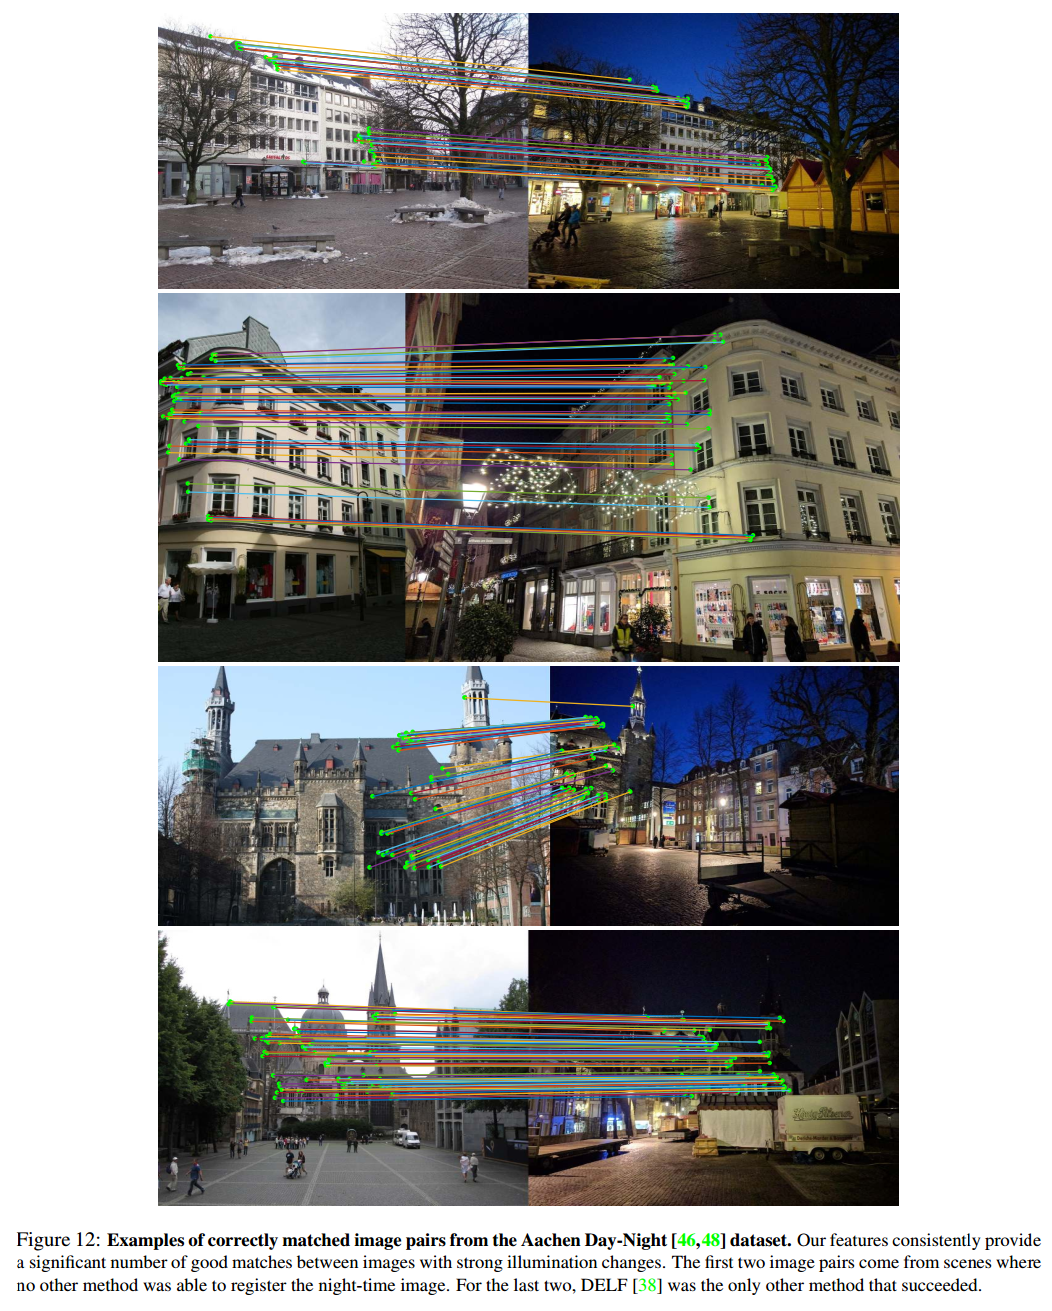 Figure 12: Examples of correctly matched image pairs from the Aachen Day-Night [46,48] dataset. Our features consistently provide
a significant number of good matches between images with strong illumination changes. The first two image pairs come from scenes where
no other method was able to register the night-time image. For the last two, DELF [38] was the only other method that succeeded.